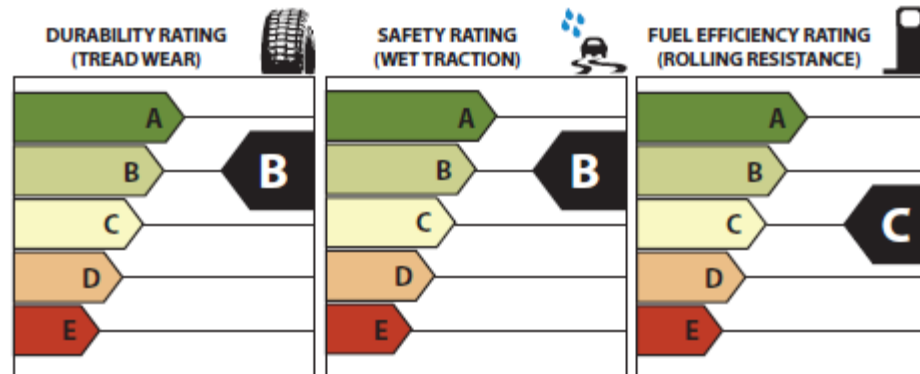 DURABILITY RATING
(TREAD WEAR)
A
B
C
D
E
B
SAFETY RATING
(WET TRACTION)
A
B
C
D
E
B
FUEL EFFICIENCY RATING
(ROLLING RESISTANCE)
A
B
C
D
E
C